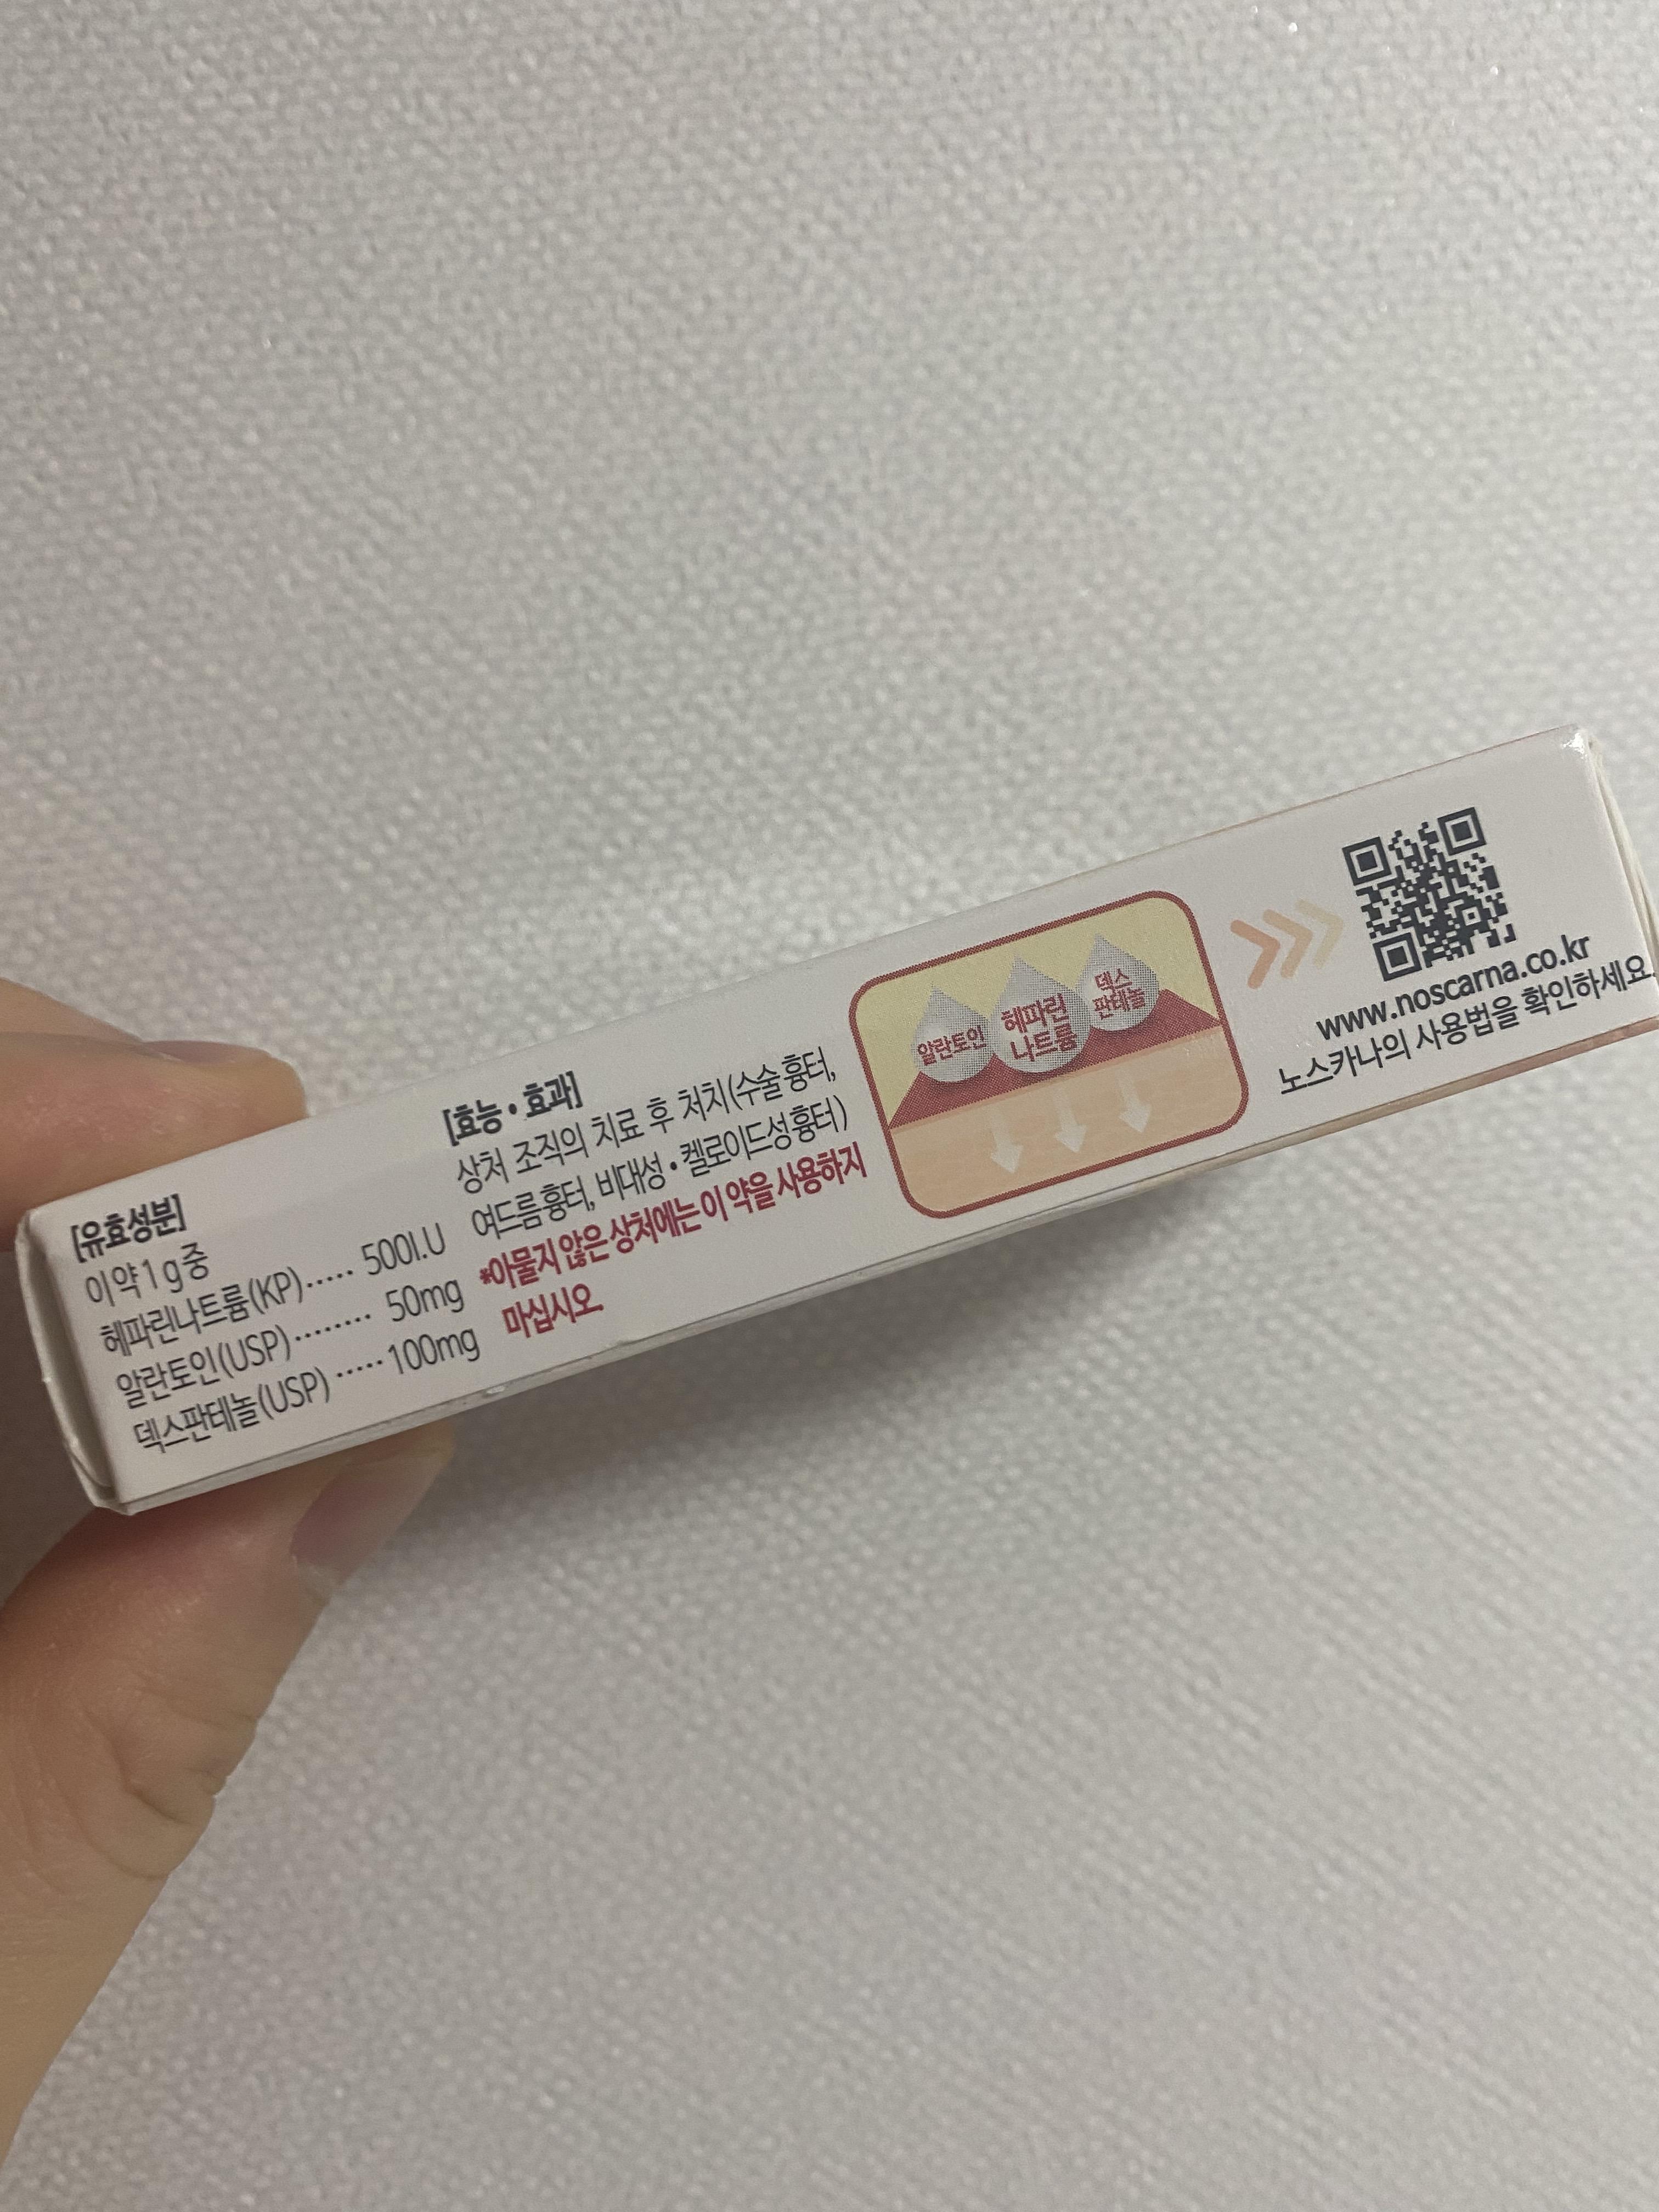 [유효성분]
이 약 1 g 중
헤파린나트륨(KP)····· 500I.U
알란토인(USP)········ 50mg
덱스판테놀(USP)·····100mg
[효능•효과]
상처 조직의 치료 후 처치(수술 흉터,
여드름 흉터, 비대성•켈로이드성 흉터)
*아물지 않은 상처에는 이 약을 사용하지
마십시오.
알란토인
헤파린
나트륨
덱스
판테놀
www.noscarna.co.kr
노스카나의 사용법을 확인하세요.